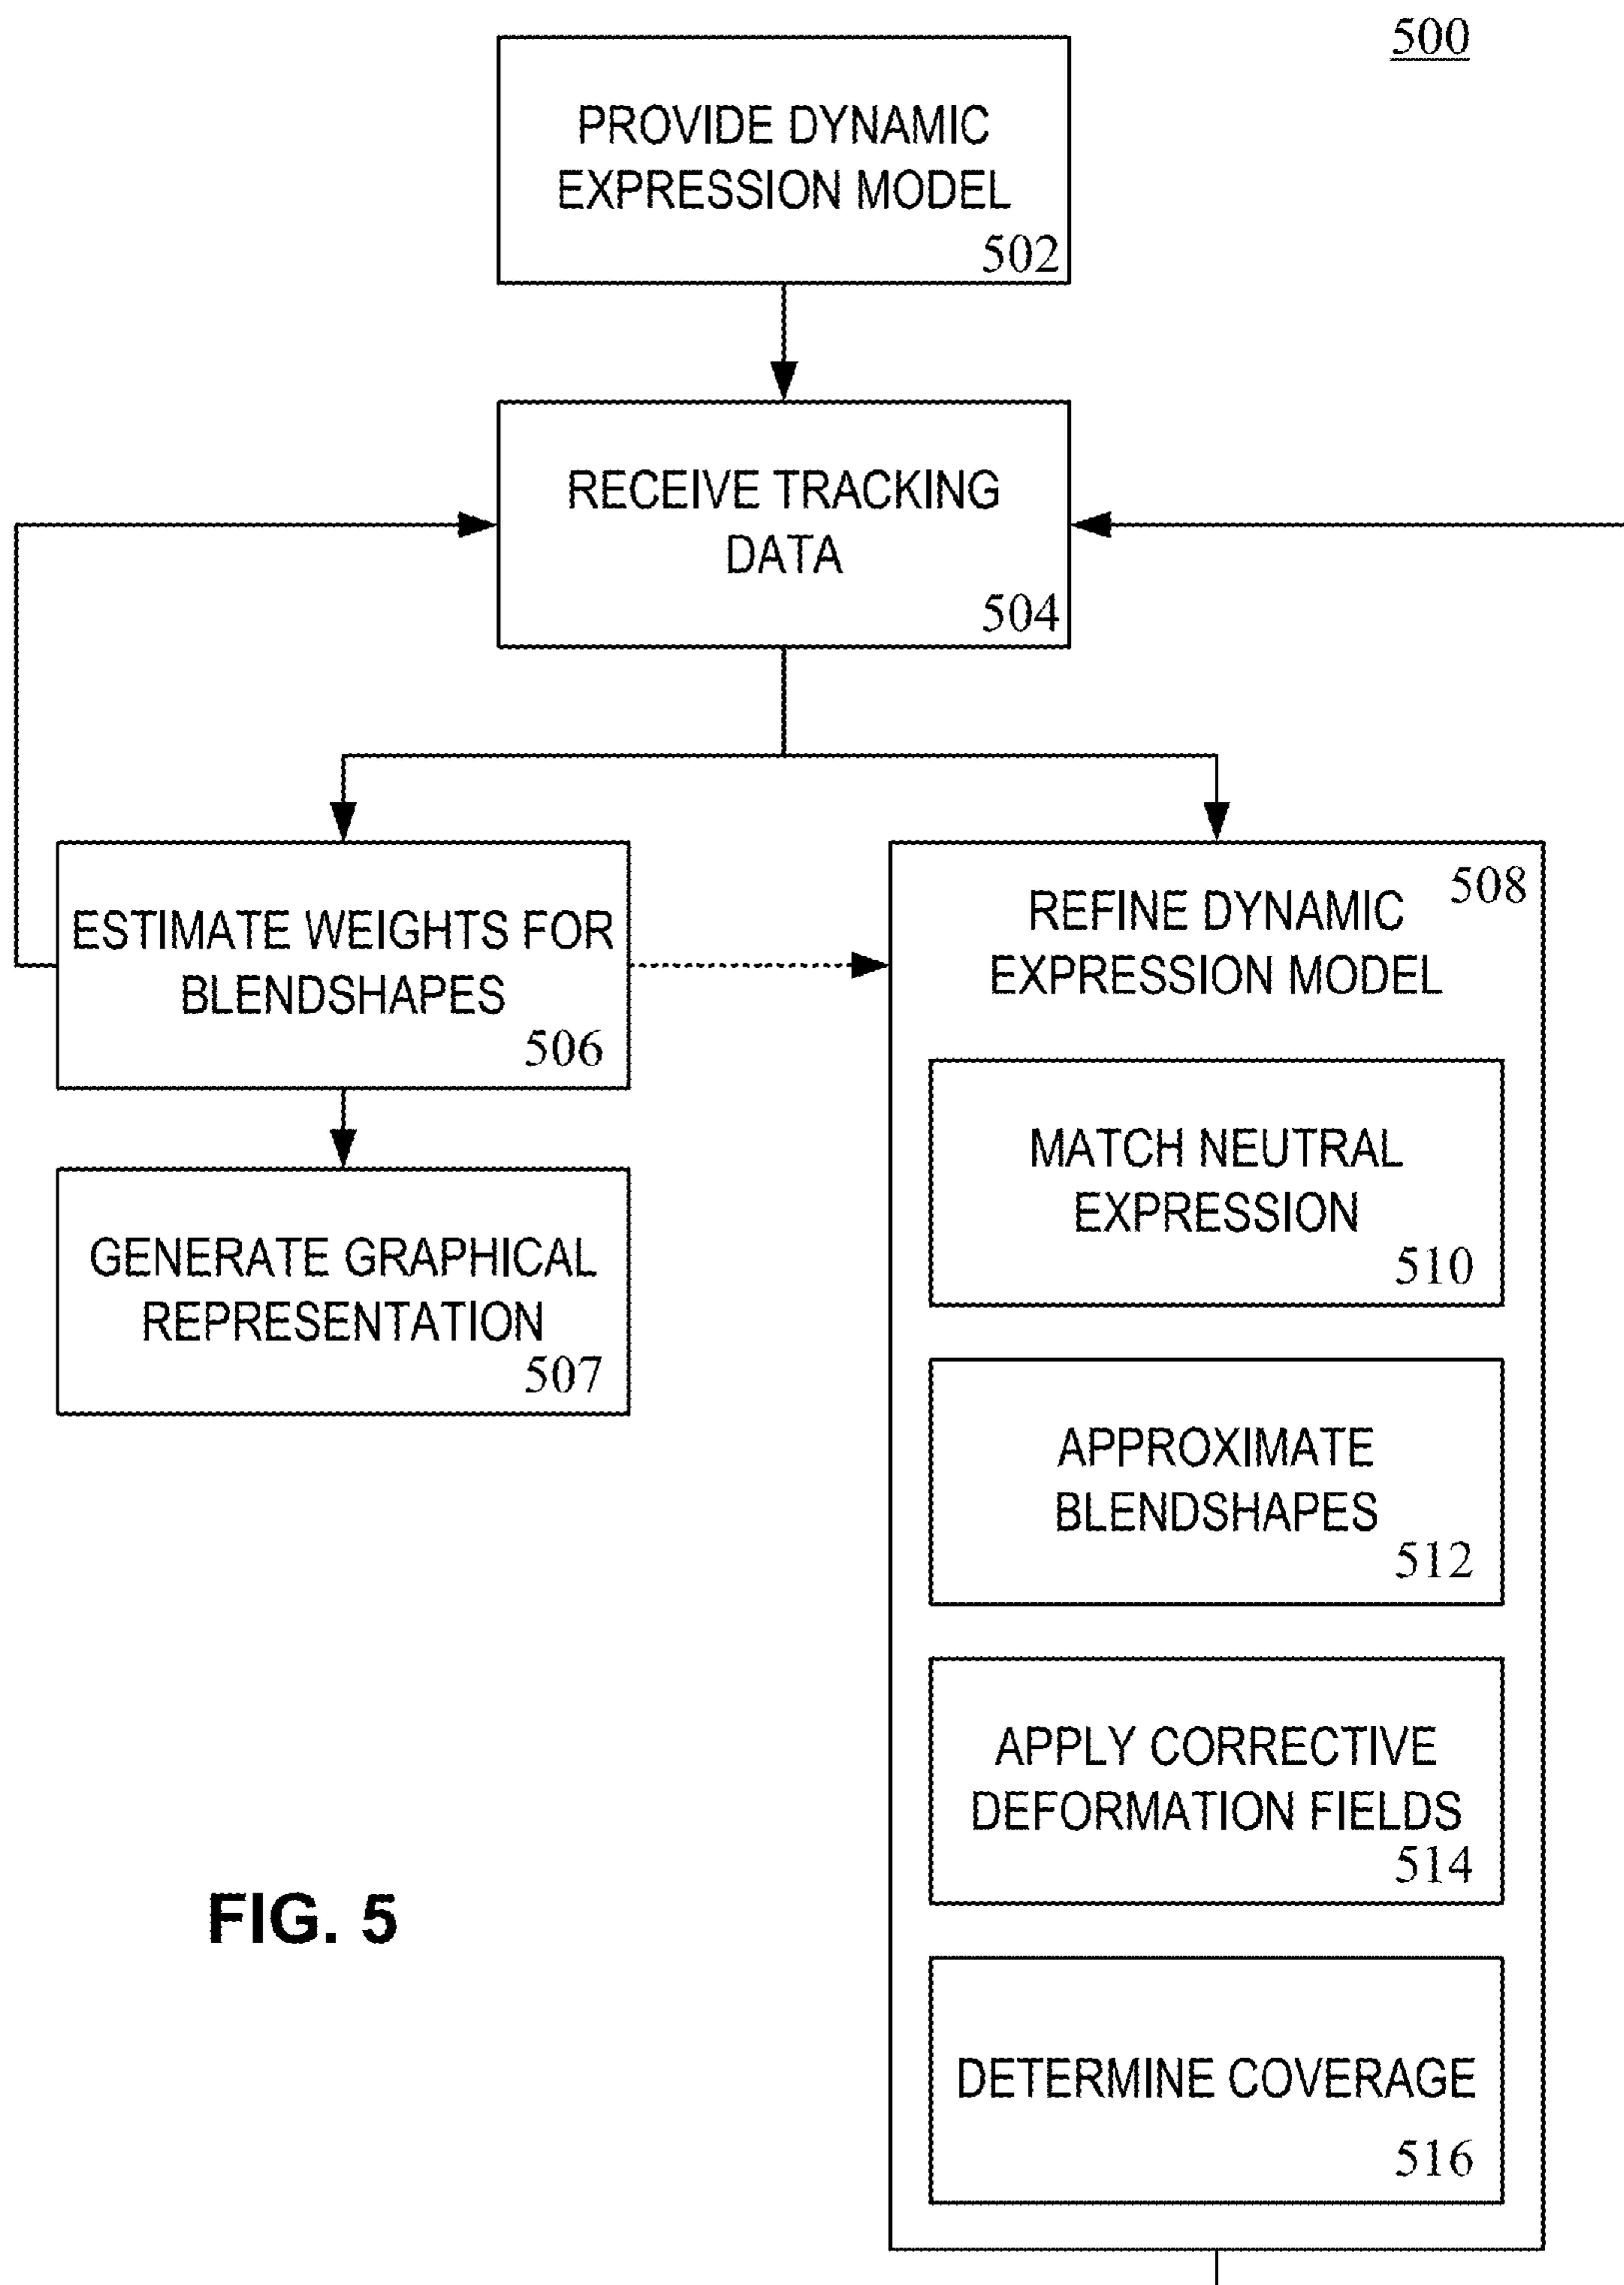 500
PROVIDE DYNAMIC
EXPRESSION MODEL
502
RECEIVE TRACKING
DATA
504
ESTIMATE WEIGHTS FOR
BLENDSHAPES
506
GENERATE GRAPHICAL
REPRESENTATION
507
508
REFINE DYNAMIC
EXPRESSION MODEL
MATCH NEUTRAL
EXPRESSION
510
APPROXIMATE
BLENDSHAPES
512
APPLY CORRECTIVE
DEFORMATION FIELDS
514
DETERMINE COVERAGE
516
FIG. 5